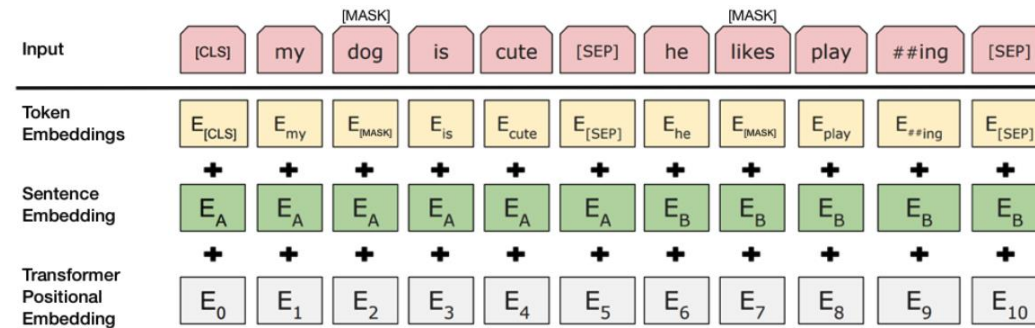 [MASK] [MASK]
Input [CLS] my dog is cute [SEP] he likes play ##ing [SEP]
Token
Embeddings
E[CLS] Emy E[MASK] Eis Ecute E[SEP] Ehe E[MASK] Eplay E##ing E[SEP]
+ + + + + + + + + + +
Sentence
Embedding
EA EA EA EA EA EA EB EB EB EB EB
+ + + + + + + + + + +
Transformer
Positional
Embedding
E0 E1 E2 E3 E4 E5 E6 E7 E8 E9 E10